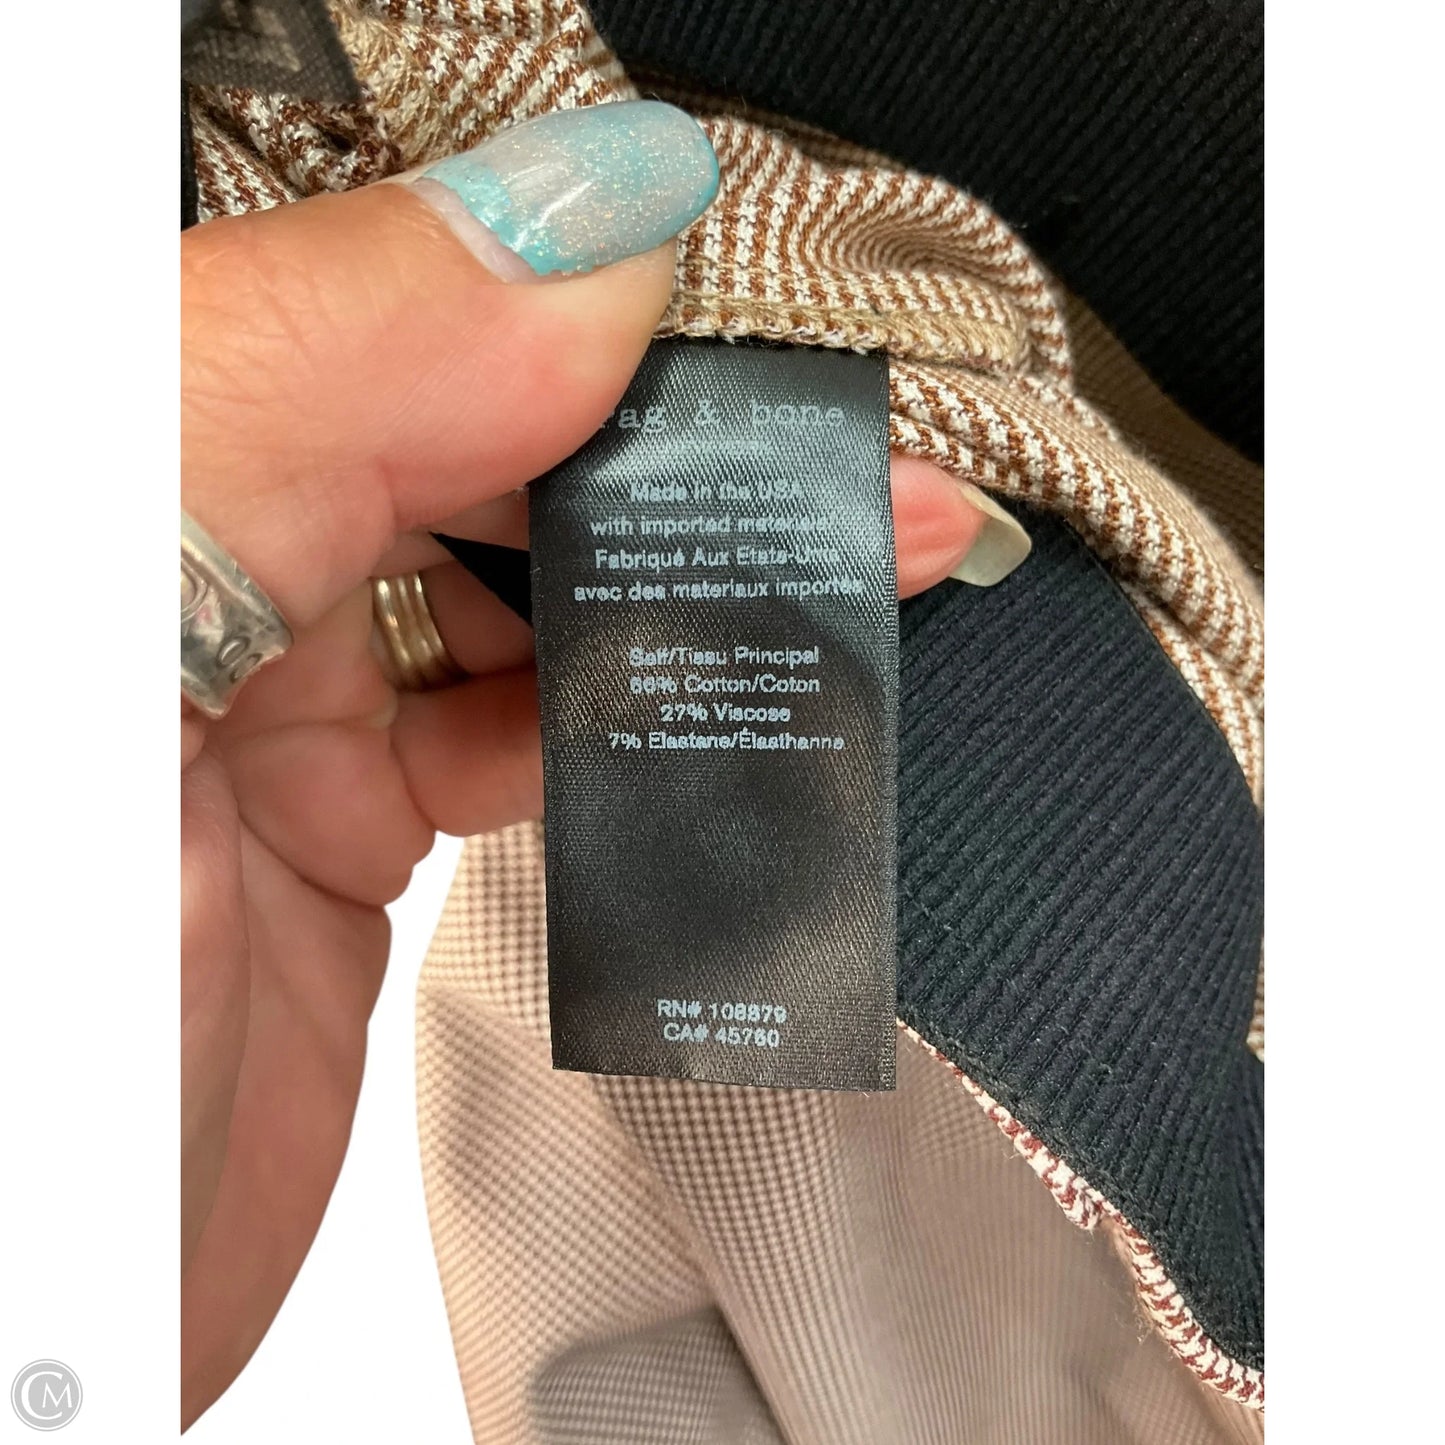 rag & bone
Made in the USA
with imported materials
Fabriqué Aux Etats-Unis
avec des materiaux importés
Self/Tissu Principal
66% Cotton/Coton
27% Viscose
7% Elastane/Élasthanne
RN# 108879
CA# 45760
CM